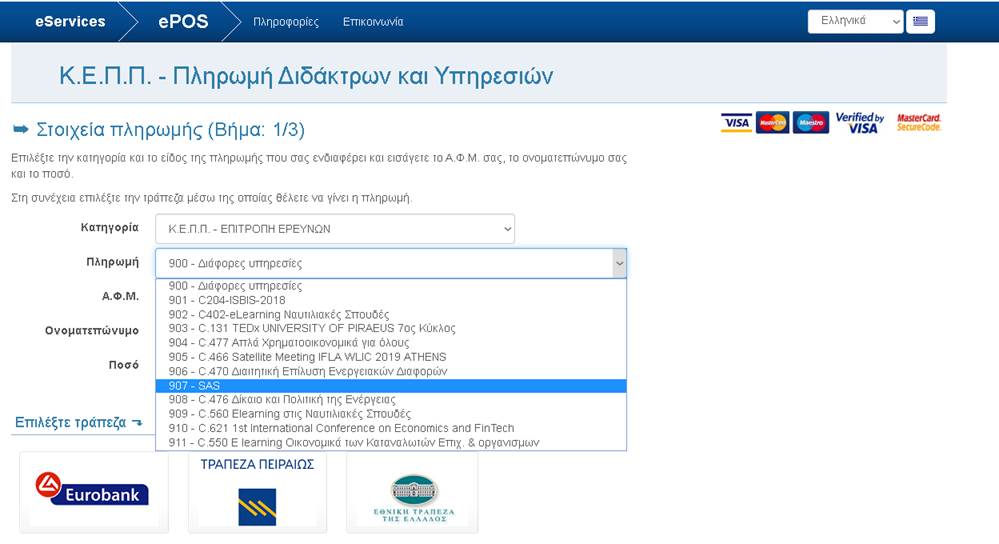 eServices ePOS Πληροφορίες Επικοινωνία Ελληνικά
Κ.Ε.Π.Π. - Πληρωμή Διδάκτρων και Υπηρεσιών
➥ Στοιχεία πληρωμής (Βήμα: 1/3)
VISA MasterCard Maestro Verified by VISA MasterCard. SecureCode.
Επιλέξτε την κατηγορία και το είδος της πληρωμής που σας ενδιαφέρει και εισάγετε το Α.Φ.Μ. σας, το ονοματεπώνυμο σας
και το ποσό.
Στη συνέχεια επιλέξτε την τράπεζα μέσω της οποίας θέλετε να γίνει η πληρωμή.
Κατηγορία Κ.Ε.Π.Π. - ΕΠΙΤΡΟΠΗ ΕΡΕΥΝΩΝ
Πληρωμή 900 - Διάφορες υπηρεσίες
900 - Διάφορες υπηρεσίες
Α.Φ.Μ. 901 - C204-ISBIS-2018
902 - C402-eLearning Ναυτιλιακές Σπουδές
Ονοματεπώνυμο 903 - C.131 TEDx UNIVERSITY OF PIRAEUS 7ος Κύκλος
904 - C.477 Απλά Χρηματοοικονομικά για όλους
Ποσό 905 - C.466 Satellite Meeting IFLA WLIC 2019 ATHENS
906 - C.470 Διαιτητική Επίλυση Ενεργειακών Διαφορών
907 - SAS
908 - C.476 Δίκαιο και Πολιτική της Ενέργειας
909 - C.560 Elearning στις Ναυτιλιακές Σπουδές
Επιλέξτε τράπεζα 910 - C.621 1st International Conference on Economics and FinTech
911 - C.550 E learning Οικονομικά των Καταναλωτών Επιχ. & οργανισμων
Eurobank
ΤΡΑΠΕΖΑ ΠΕΙΡΑΙΩΣ
ΕΘΝΙΚΗ ΤΡΑΠΕΖΑ
ΤΗΣ ΕΛΛΑΔΟΣ